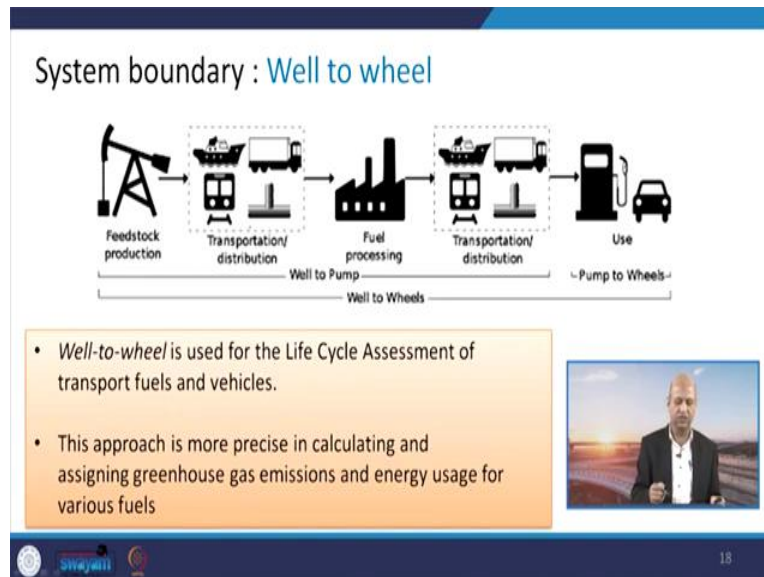 System boundary : Well to wheel
Feedstock
production
Transportation/
distribution
Fuel
processing
Transportation/
distribution
Use
Well to Pump
Pump to Wheels
Well to Wheels
• Well-to-wheel is used for the Life Cycle Assessment of
transport fuels and vehicles.
• This approach is more precise in calculating and
assigning greenhouse gas emissions and energy usage for
various fuels
swayam
18